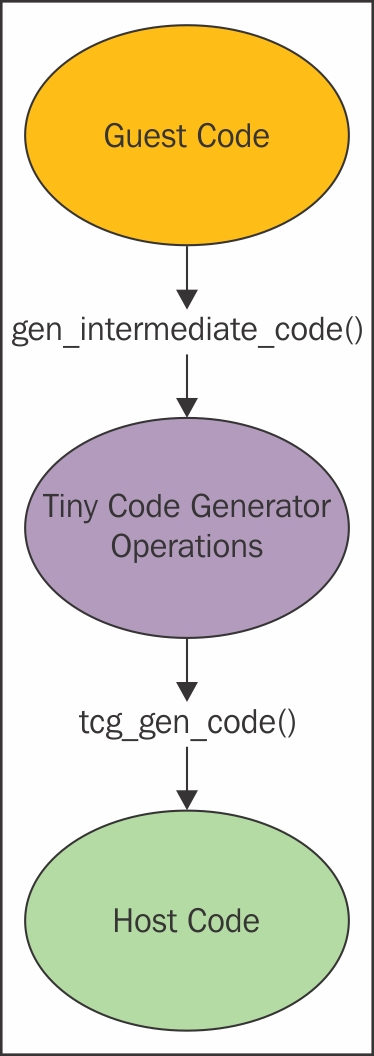 Guest Code
gen_intermediate_code()
Tiny Code Generator
Operations
tcg_gen_code()
Host Code